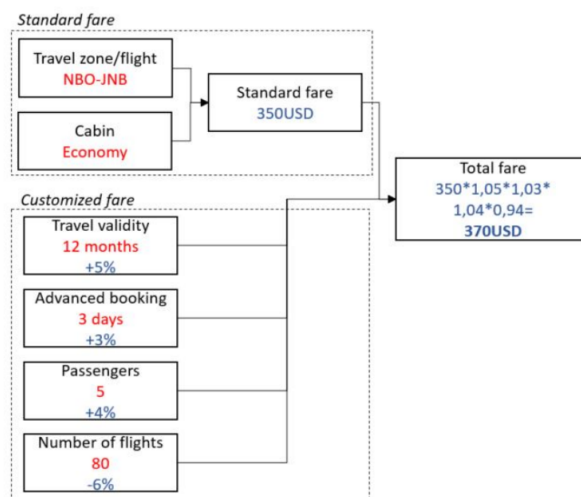 Standard fare
Travel zone/flight
NBO-JNB
Cabin
Economy
Standard fare
350USD
Total fare
350*1,05*1,03*
1,04*0,94=
370USD
Customized fare
Travel validity
12 months
+5%
Advanced booking
3 days
+3%
Passengers
5
+4%
Number of flights
80
-6%